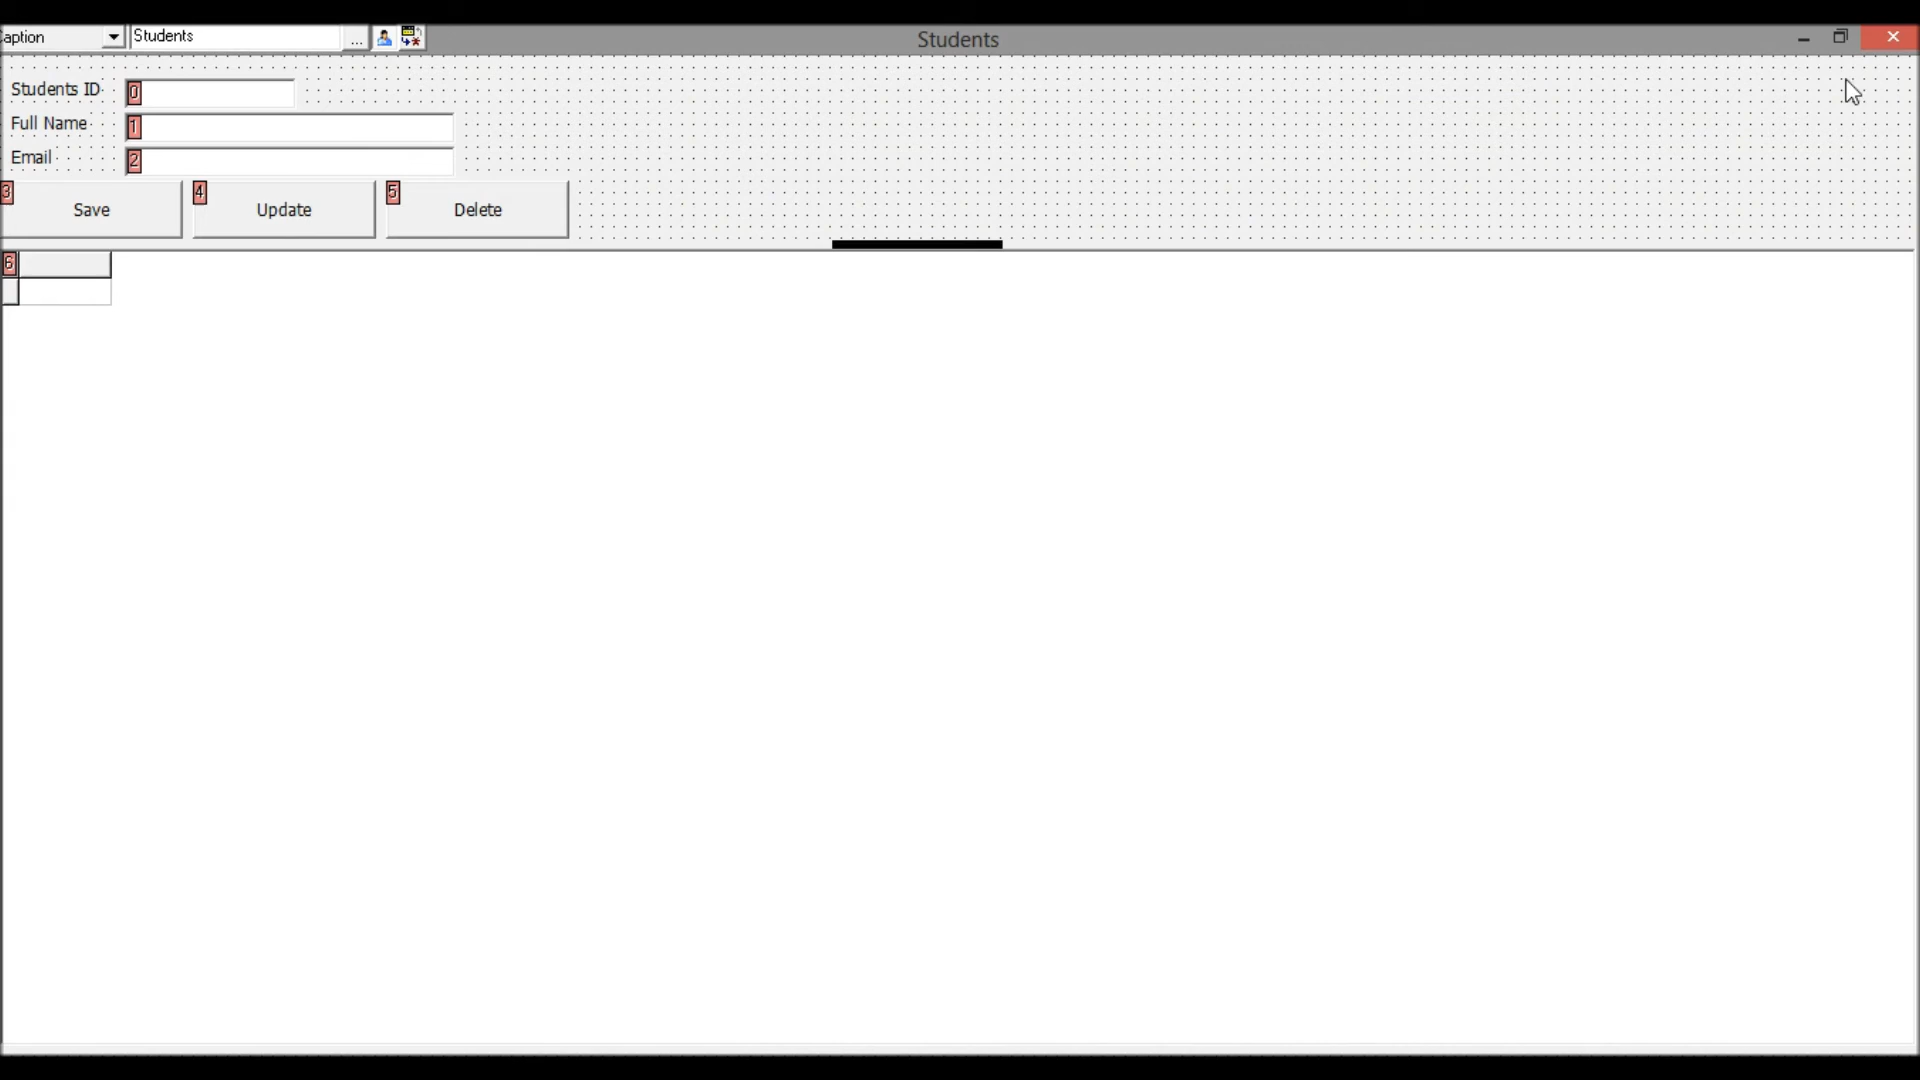 aption Students ... Students
Students ID 0
Full Name 1
Email 2
3 Save 4 Update 5 Delete
6